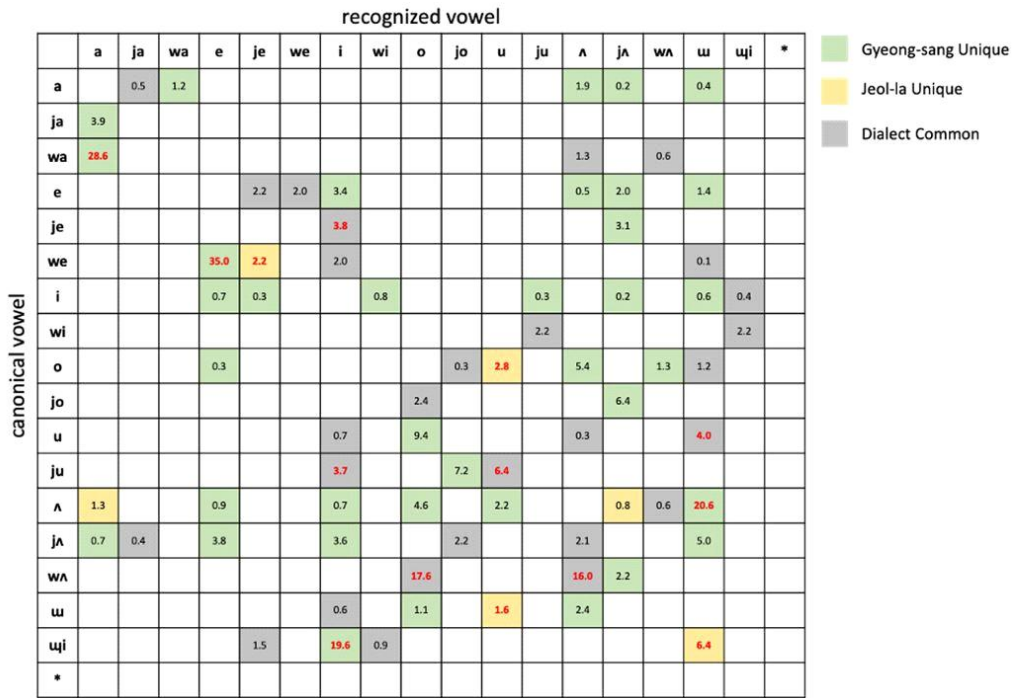 recognized vowel
a ja wa e je we i wi o jo u ju ʌ jʌ wʌ ɯ ɰi *
Gyeong-sang Unique
Jeol-la Unique
Dialect Common
canonical vowel
a 0.5 1.2 1.9 0.2 0.4
ja 3.9
wa 28.6 1.3 0.6
e 2.2 2.0 3.4 0.5 2.0 1.4
je 3.8 3.1
we 35.0 2.2 2.0 0.1
i 0.7 0.3 0.8 0.3 0.2 0.6 0.4
wi 2.2 2.2
o 0.3 0.3 2.8 5.4 1.3 1.2
jo 2.4 6.4
u 0.7 9.4 0.3 4.0
ju 3.7 7.2 6.4
ʌ 1.3 0.9 0.7 4.6 2.2 0.8 0.6 20.6
jʌ 0.7 0.4 3.8 3.6 2.2 2.1 5.0
wʌ 17.6 16.0 2.2
ɯ 0.6 1.1 1.6 2.4
ɰi 1.5 19.6 0.9 6.4
*